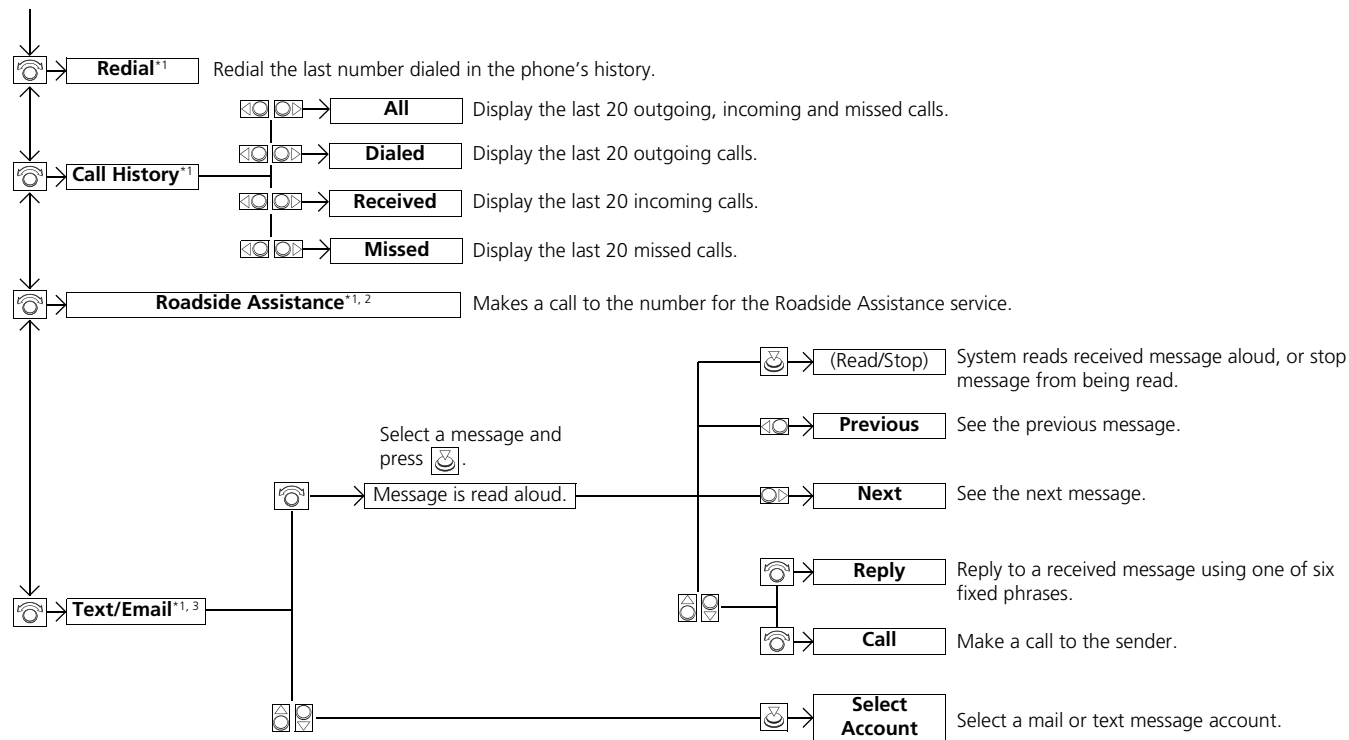 Redial*1 Redial the last number dialed in the phone's history.
All Display the last 20 outgoing, incoming and missed calls.
Dialed Display the last 20 outgoing calls.
Call History*1
Received Display the last 20 incoming calls.
Missed Display the last 20 missed calls.
Roadside Assistance*1, 2 Makes a call to the number for the Roadside Assistance service.
(Read/Stop) System reads received message aloud, or stop
message from being read.
Previous See the previous message.
Select a message and
press .
Message is read aloud.
Next See the next message.
Reply Reply to a received message using one of six
fixed phrases.
Text/Email*1, 3
Call Make a call to the sender.
Select
Account Select a mail or text message account.